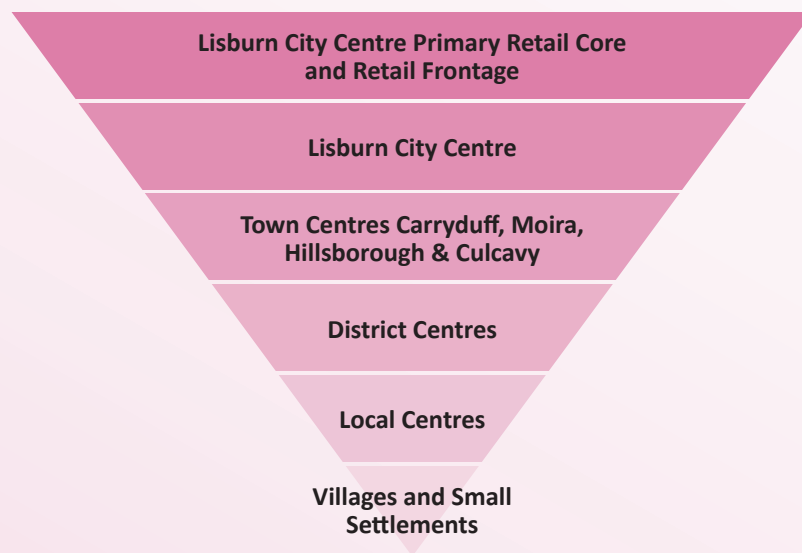 Lisburn City Centre Primary Retail Core
and Retail Frontage
Lisburn City Centre
Town Centres Carryduff, Moira,
Hillsborough & Culcavy
District Centres
Local Centres
Villages and Small
Settlements